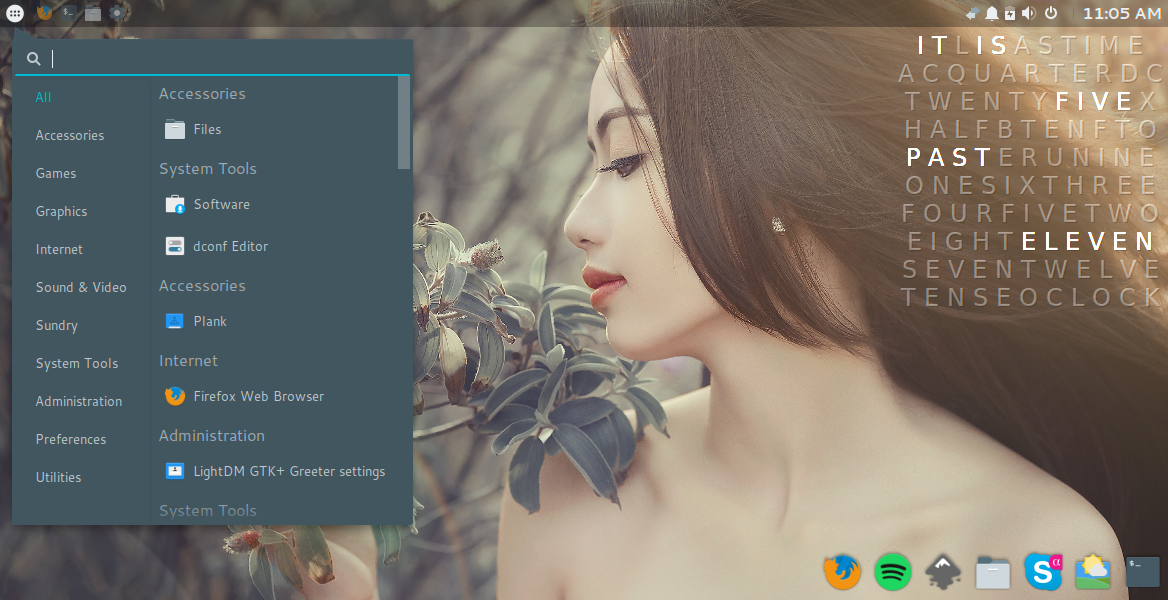 11:05 AM
All
Accessories
Games
Graphics
Internet
Sound & Video
Sundry
System Tools
Administration
Preferences
Utilities
Accessories
Files
System Tools
Software
dconf Editor
Accessories
Plank
Internet
Firefox Web Browser
Administration
LightDM GTK+ Greeter settings
System Tools
ITLISASTIME
ACQUARTERDC
TWENTYFIVEX
HALFBTENFTO
PASTERUNINE
ONESIXTHREE
FOURFIVETWO
EIGHTELEVEN
SEVENTWELVE
TENSEOCLOCK
S
α